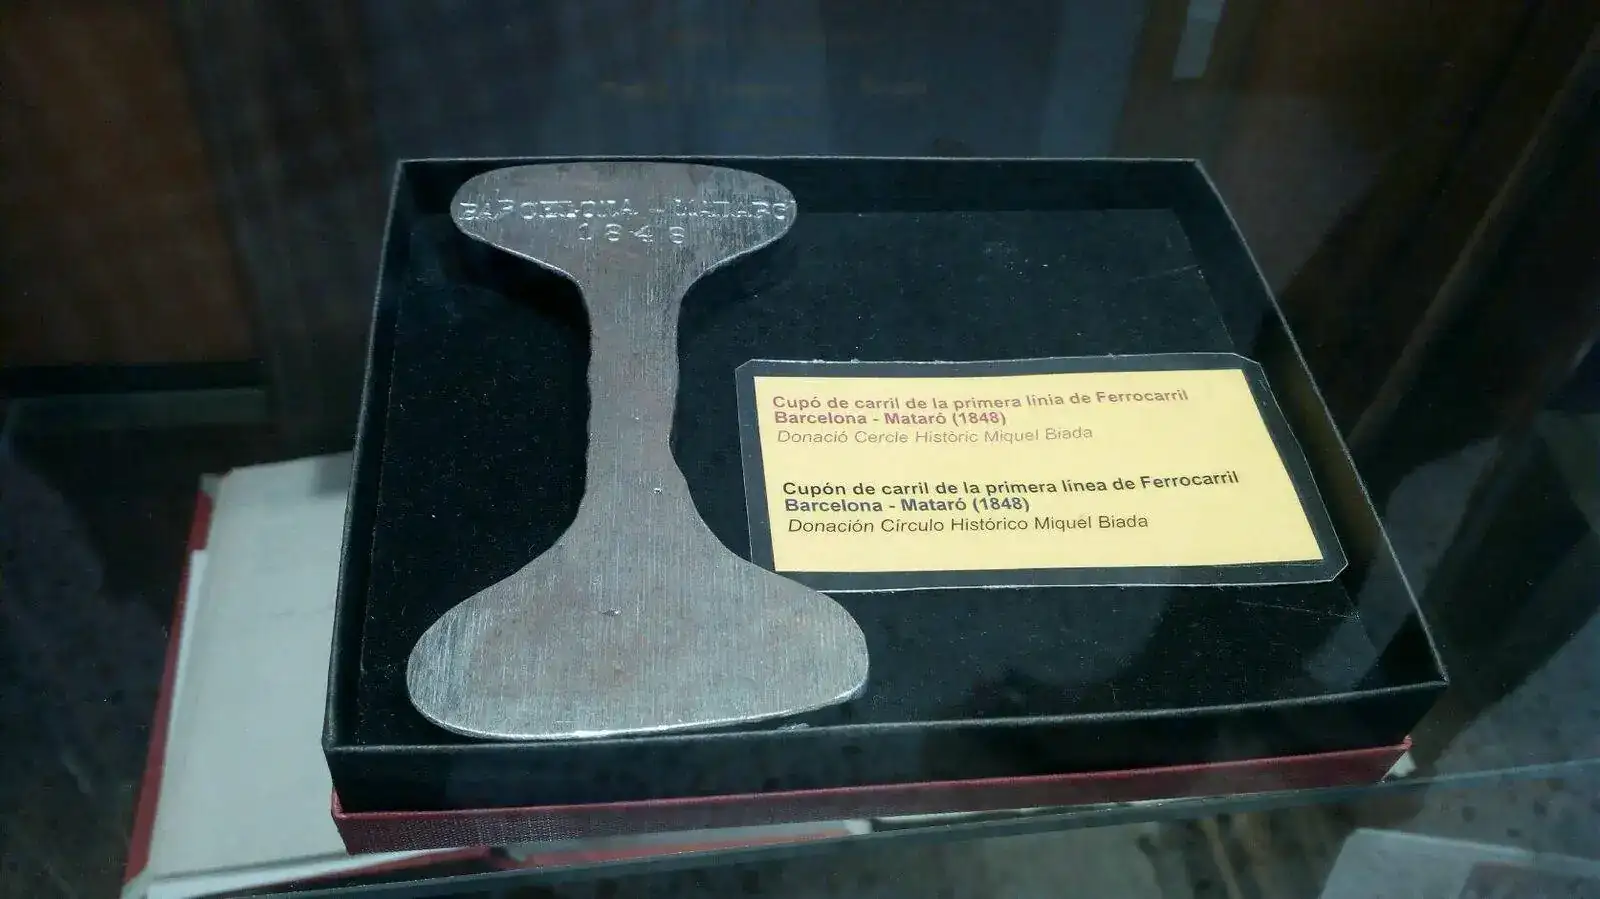 BARCELONA - MATARO
1848
Cupó de carril de la primera línia de Ferrocarril
Barcelona - Mataró (1848)
Donació Cercle Històric Miquel Biada
Cupón de carril de la primera línea de Ferrocarril
Barcelona - Mataró (1848)
Donación Círculo Histórico Miquel Biada